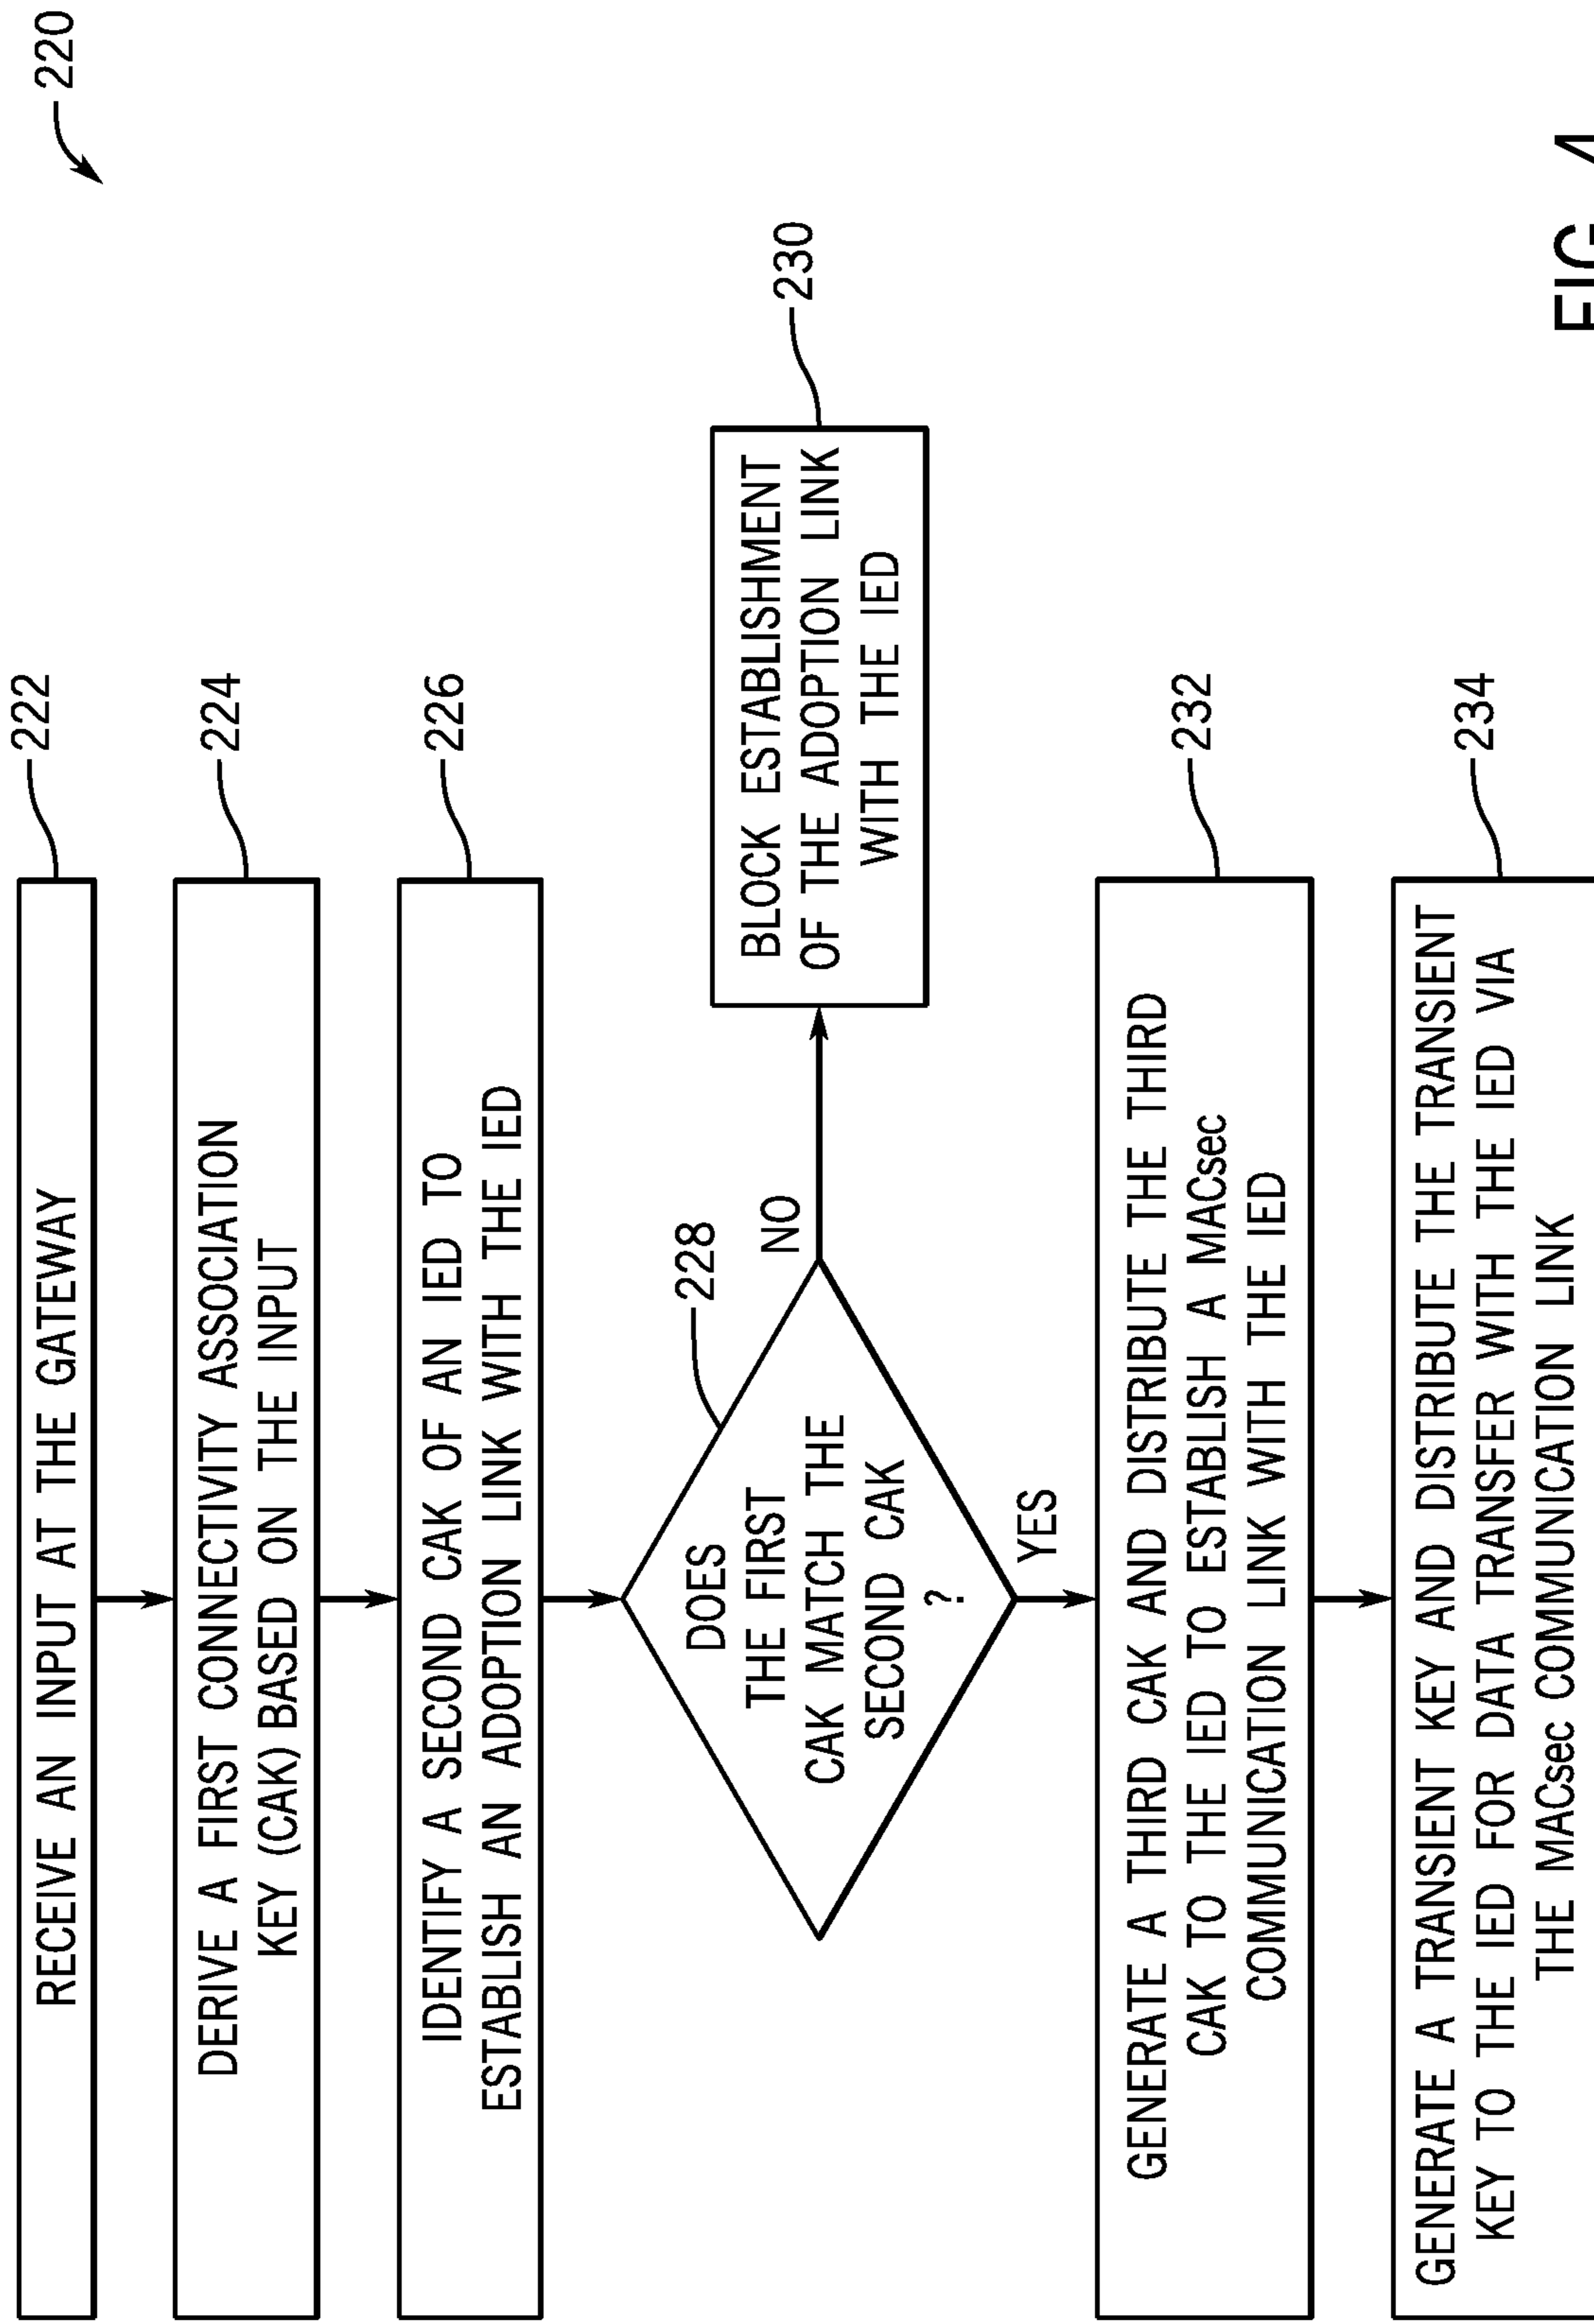 220
RECEIVE AN INPUT AT THE GATEWAY
222
DERIVE A FIRST CONNECTIVITY ASSOCIATION
KEY (CAK) BASED ON THE INPUT
224
IDENTIFY A SECOND CAK OF AN IED TO
ESTABLISH AN ADOPTION LINK WITH THE IED
226
DOES
THE FIRST
CAK MATCH THE
SECOND CAK
?
228
NO
BLOCK ESTABLISHMENT
OF THE ADOPTION LINK
WITH THE IED
230
YES
GENERATE A THIRD CAK AND DISTRIBUTE THE THIRD
CAK TO THE IED TO ESTABLISH A MACsec
COMMUNICATION LINK WITH THE IED
232
GENERATE A TRANSIENT KEY AND DISTRIBUTE THE TRANSIENT
KEY TO THE IED FOR DATA TRANSFER WITH THE IED VIA
THE MACsec COMMUNICATION LINK
234
FIG. 4